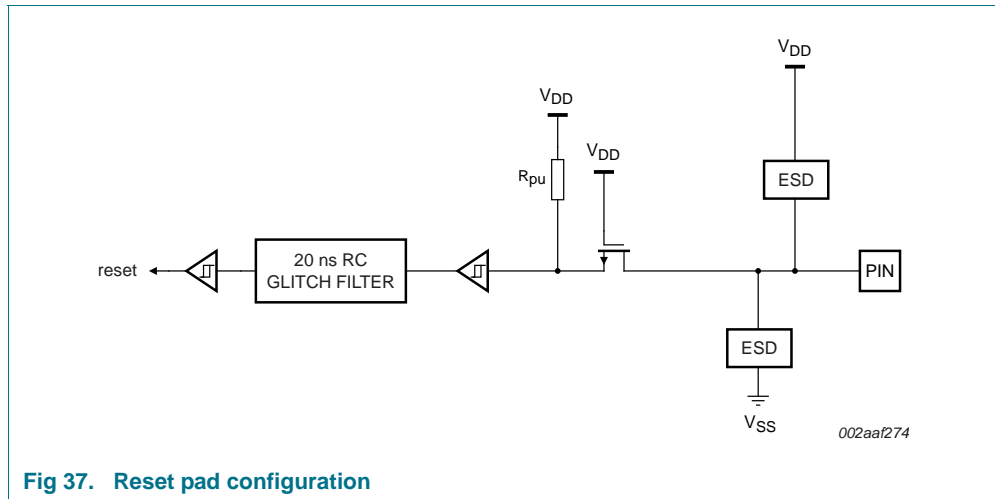 VDD
VDD
VDD
Rpu
ESD
reset
20 ns RC
GLITCH FILTER
PIN
ESD
VSS
002aaf274
Fig 37. Reset pad configuration